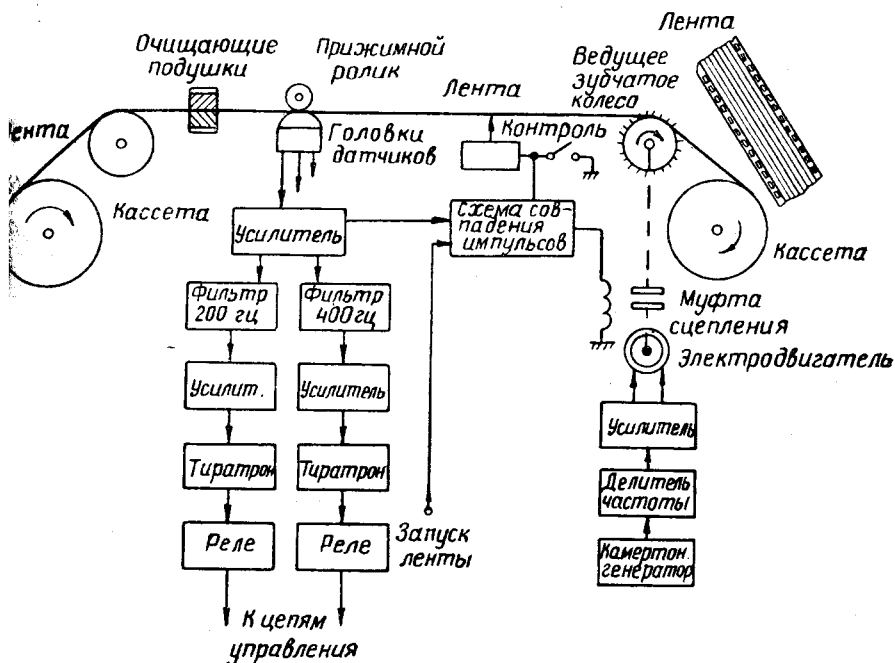 Лента
Очищающие
подушки
Прижимной
ролик
Лента
Ведущее
зубчатое
колесо
Лента
Головки
датчиков
Контроль
Кассета
Усилитель
Схема сов-
падения
импульсов
Кассета
Фильтр
200 гц
Фильтр
400 гц
Муфта
сцепления
Электродвигатель
Усилит.
Усилитель
Усилитель
Тиратрон
Тиратрон
Делитель
частоты
Реле
Реле
Запуск
ленты
Камертон.
генератор
К цепям
управления